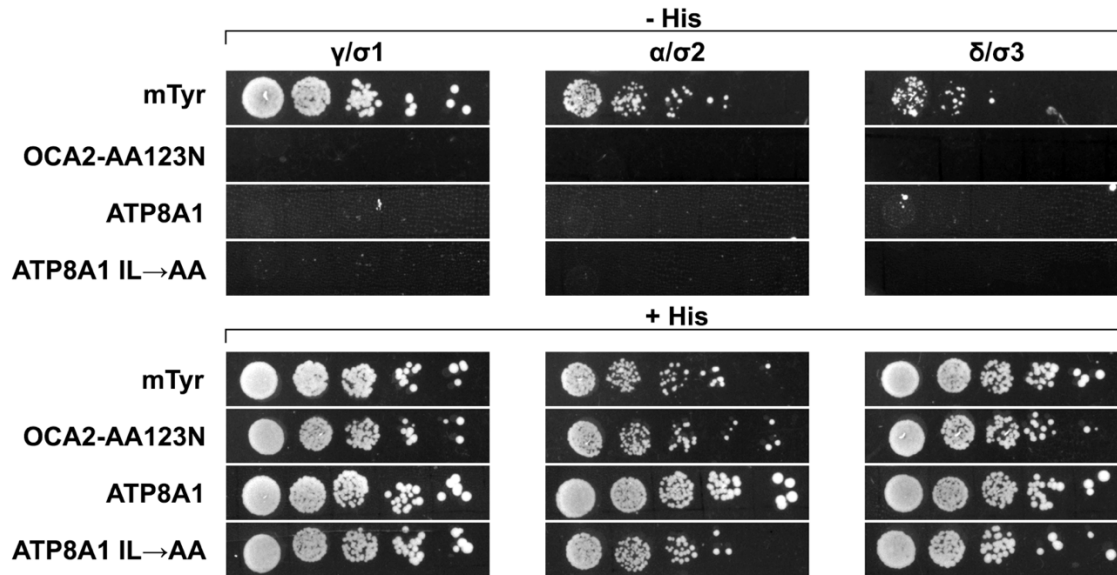 - His
γ/σ1 α/σ2 δ/σ3
mTyr
OCA2-AA123N
ATP8A1
ATP8A1 IL→AA
+ His
mTyr
OCA2-AA123N
ATP8A1
ATP8A1 IL→AA